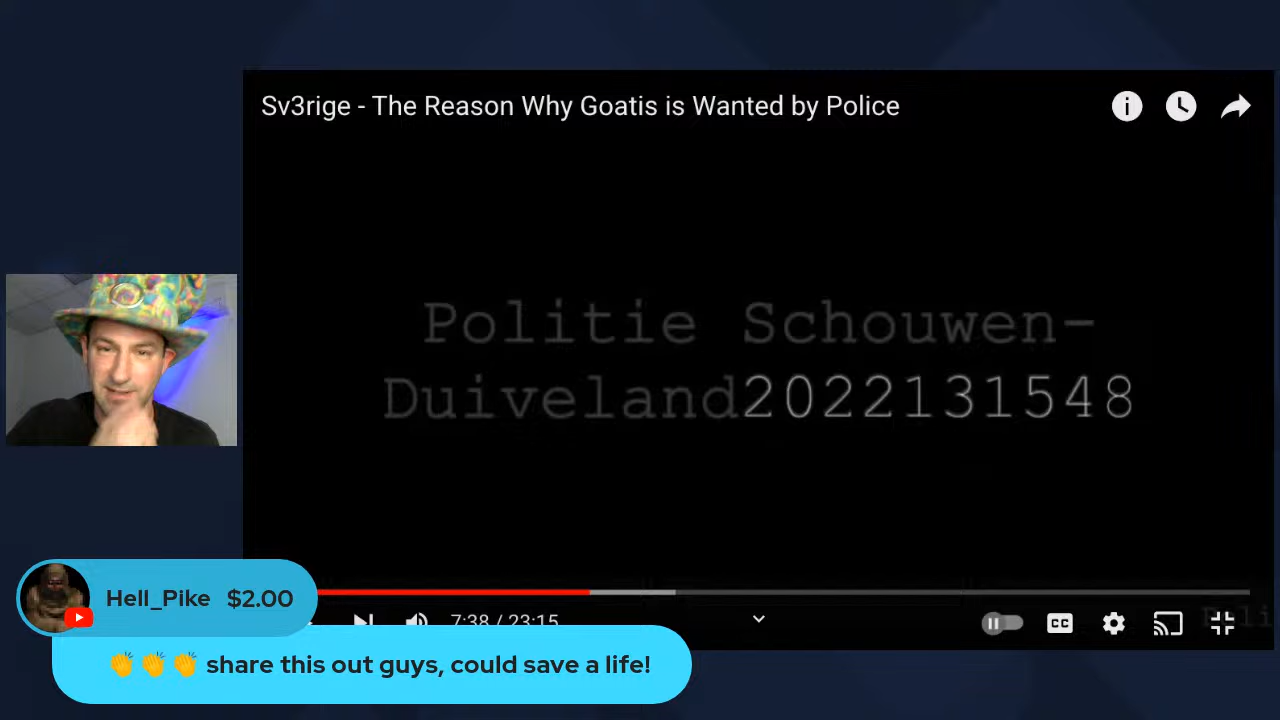 Sv3rige - The Reason Why Goatis is Wanted by Police
Politie Schouwen-
Duiveland2022131548
Hell_Pike $2.00
7:38 / 23:15
CC
👏 👏 👏 share this out guys, could save a life!